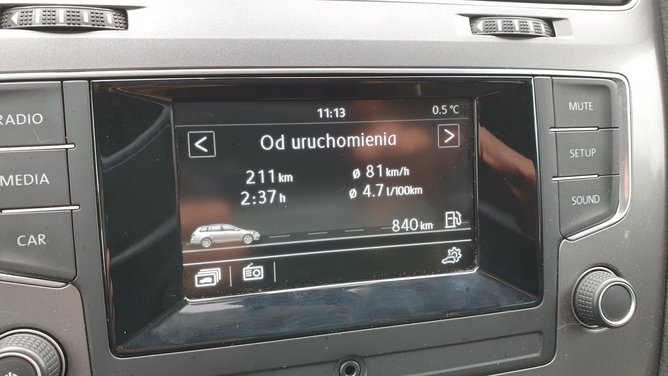 RADIO
MEDIA
CAR
11:13
0.5 °C
< Od uruchomienia >
211 km ø 81 km/h
2:37 h ø 4.7 l/100km
840 km
MUTE
SETUP
SOUND